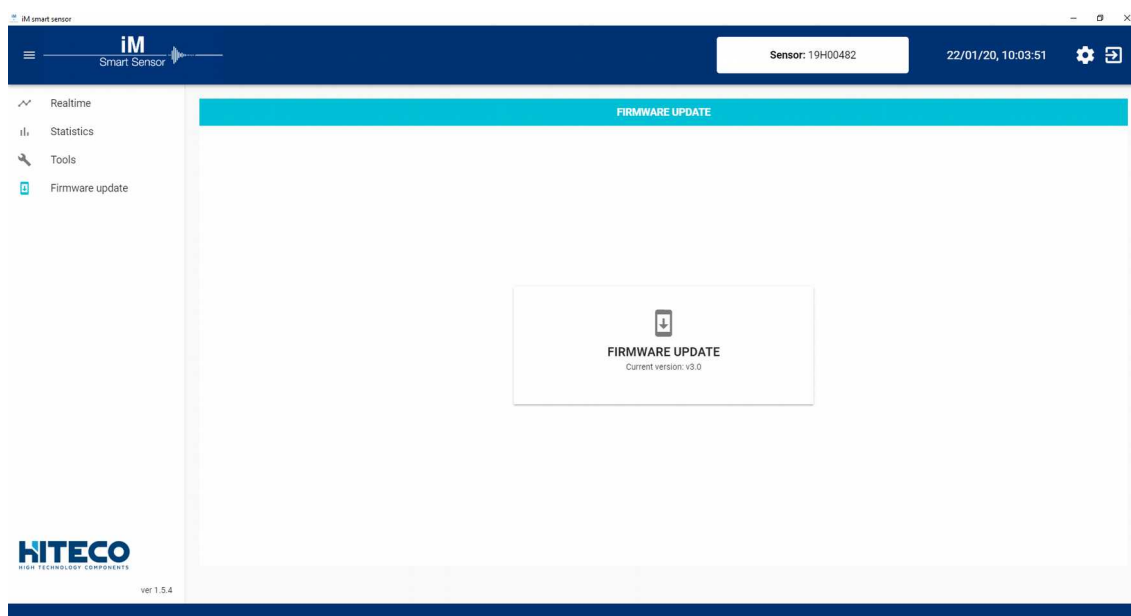 iM smart sensor
iM
Smart Sensor
Sensor: 19H00482
22/01/20, 10:03:51
Realtime
Statistics
Tools
Firmware update
FIRMWARE UPDATE
FIRMWARE UPDATE
Current version: v3.0
HITECO
HIGH TECHNOLOGY COMPONENTS
ver 1.5.4